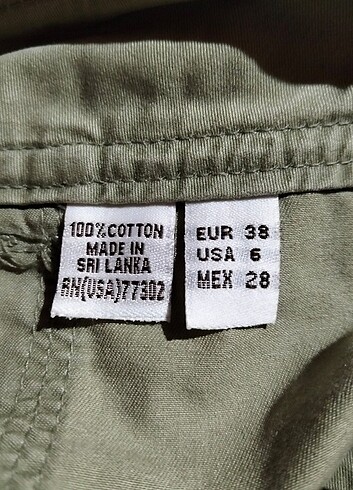 100% COTTON
MADE IN
SRI LANKA
RN(USA)77302
EUR 38
USA 6
MEX 28